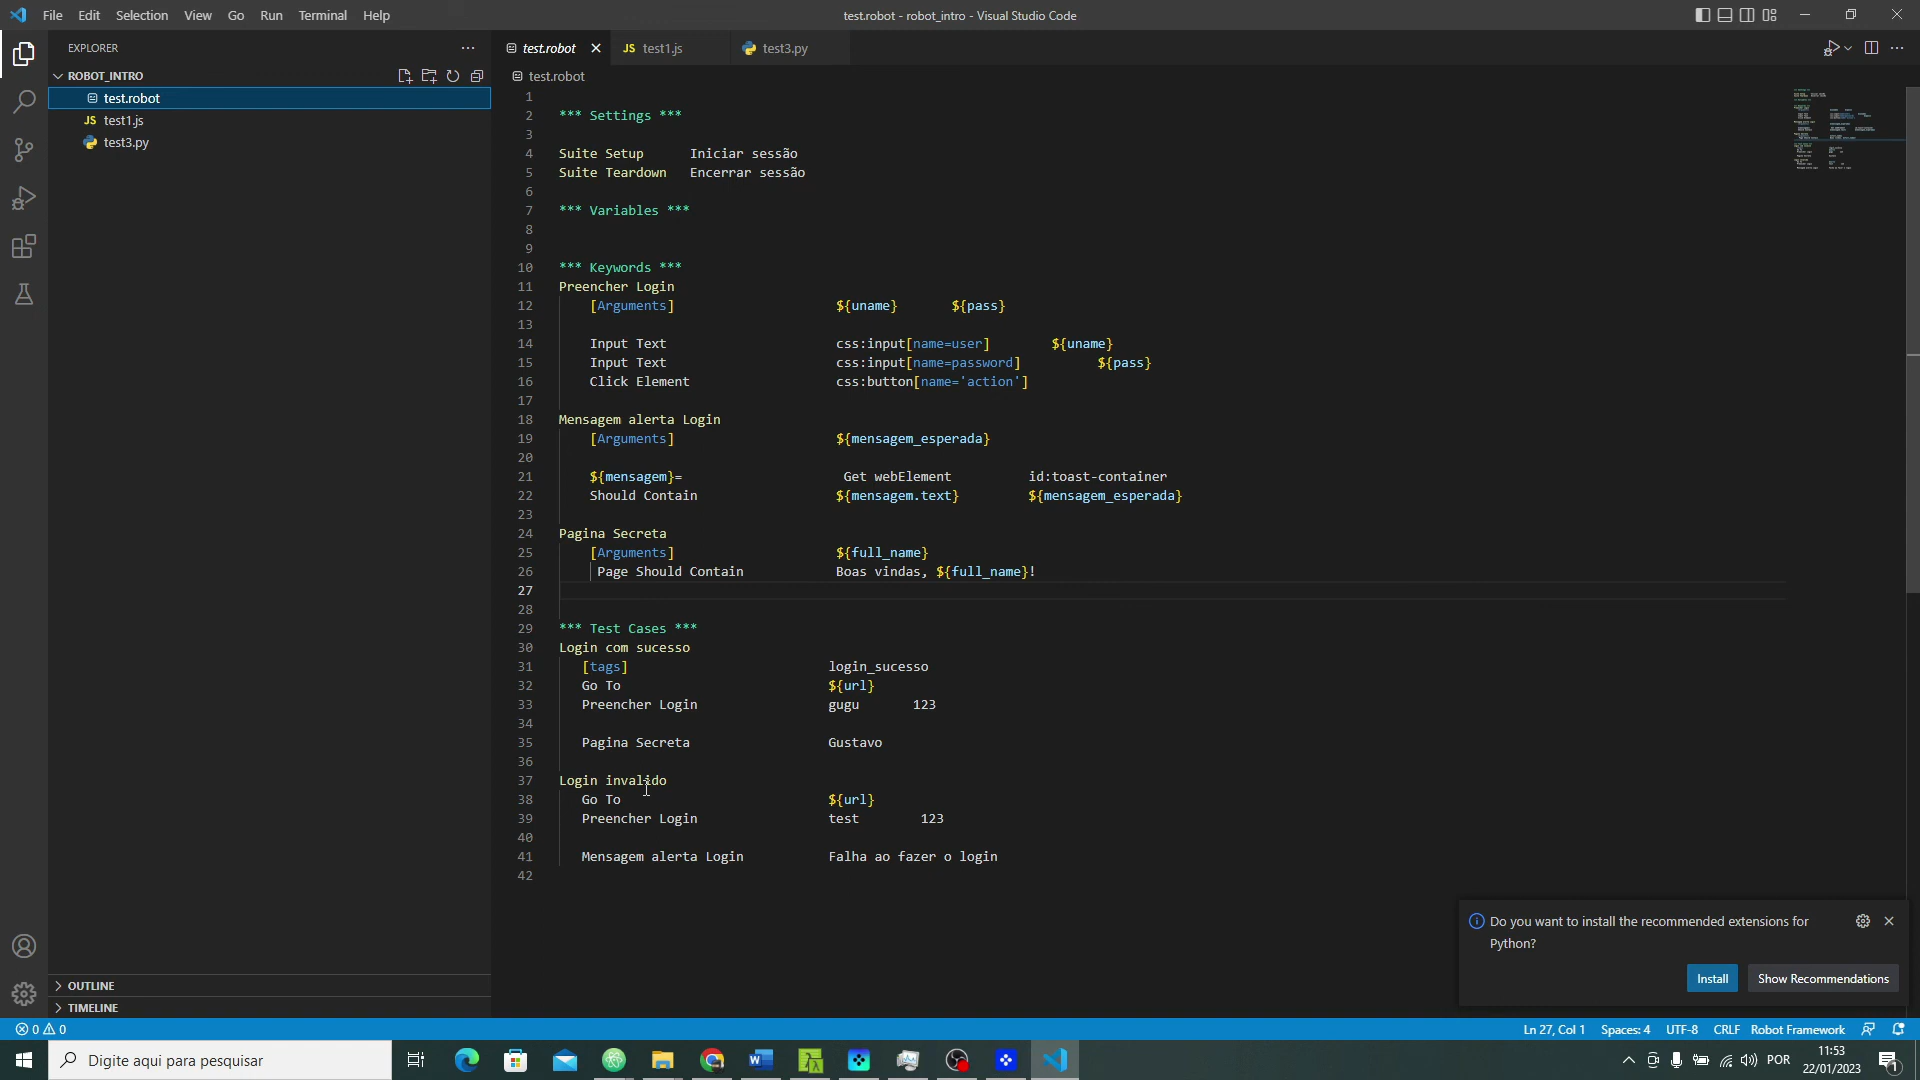 File Edit Selection View Go Run Terminal Help
test.robot - robot_intro - Visual Studio Code
EXPLORER
ROBOT_INTRO
test.robot
JS test1.js
test3.py
OUTLINE
TIMELINE
test.robot JS test1.js test3.py
test.robot
1
2 *** Settings ***
3
4 Suite Setup Iniciar sessão
5 Suite Teardown Encerrar sessão
6
7 *** Variables ***
8
9
10 *** Keywords ***
11 Preencher Login
12 [Arguments] ${uname} ${pass}
13
14 Input Text css:input[name=user] ${uname}
15 Input Text css:input[name=password] ${pass}
16 Click Element css:button[name='action']
17
18 Mensagem alerta Login
19 [Arguments] ${mensagem_esperada}
20
21 ${mensagem}= Get webElement id:toast-container
22 Should Contain ${mensagem.text} ${mensagem_esperada}
23
24 Pagina Secreta
25 [Arguments] ${full_name}
26 Page Should Contain Boas vindas, ${full_name}!
27
28
29 *** Test Cases ***
30 Login com sucesso
31 [tags] login_sucesso
32 Go To ${url}
33 Preencher Login gugu 123
34
35 Pagina Secreta Gustavo
36
37 Login invalido
38 Go To ${url}
39 Preencher Login test 123
40
41 Mensagem alerta Login Falha ao fazer o login
42
Do you want to install the recommended extensions for
Python?
Install Show Recommendations
0 0 Ln 27, Col 1 Spaces: 4 UTF-8 CRLF Robot Framework
Digite aqui para pesquisar
POR
11:53
22/01/2023
1